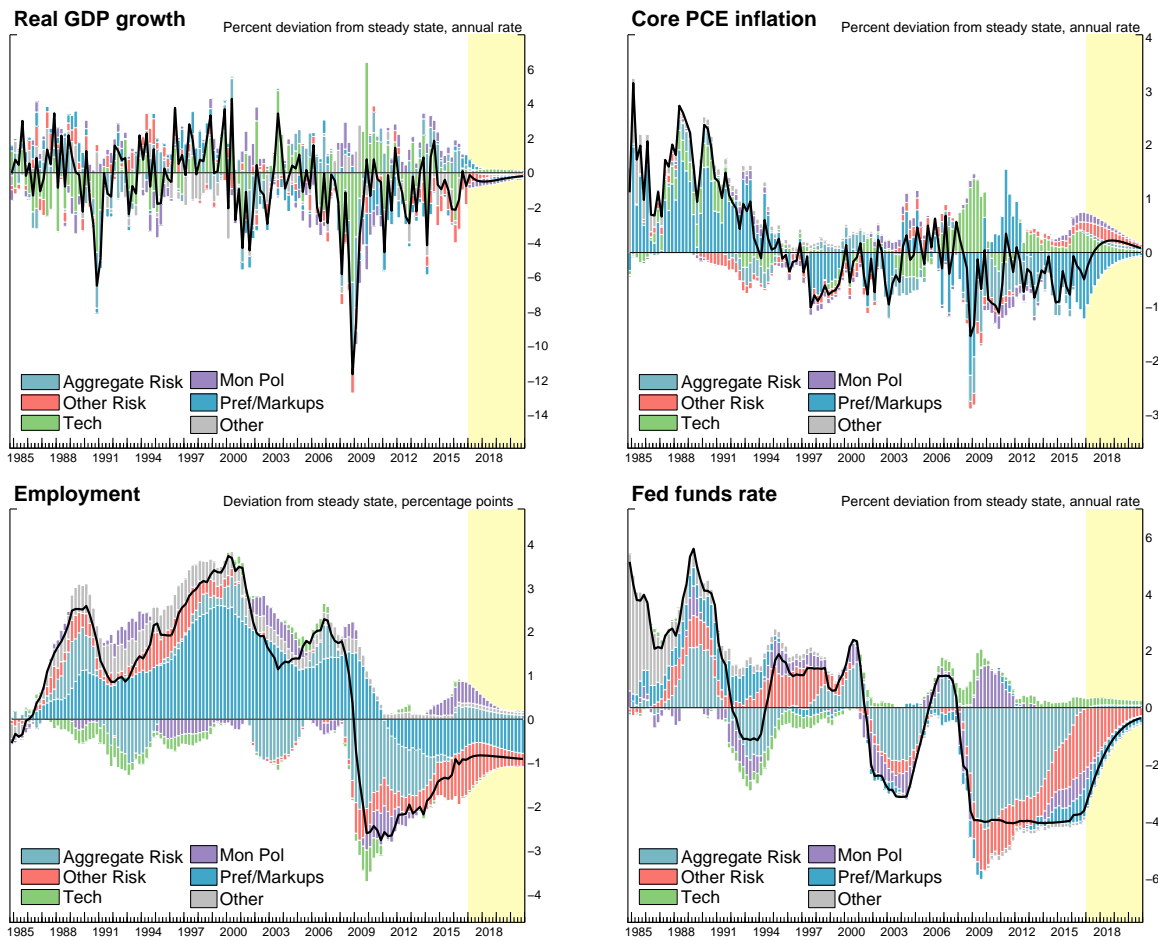 Real GDP growth
Percent deviation from steady state, annual rate
6
4
2
0
−2
−4
−6
−8
−10
−12
−14
Aggregate Risk
Other Risk
Tech
Mon Pol
Pref/Markups
Other
1985 1988 1991 1994 1997 2000 2003 2006 2009 2012 2015 2018
Core PCE inflation
Percent deviation from steady state, annual rate
4
3
2
1
0
−1
−2
−3
Aggregate Risk
Other Risk
Tech
Mon Pol
Pref/Markups
Other
1985 1988 1991 1994 1997 2000 2003 2006 2009 2012 2015 2018
Employment
Deviation from steady state, percentage points
4
3
2
1
0
−1
−2
−3
−4
Aggregate Risk
Other Risk
Tech
Mon Pol
Pref/Markups
Other
1985 1988 1991 1994 1997 2000 2003 2006 2009 2012 2015 2018
Fed funds rate
Percent deviation from steady state, annual rate
6
4
2
0
−2
−4
−6
Aggregate Risk
Other Risk
Tech
Mon Pol
Pref/Markups
Other
1985 1988 1991 1994 1997 2000 2003 2006 2009 2012 2015 2018